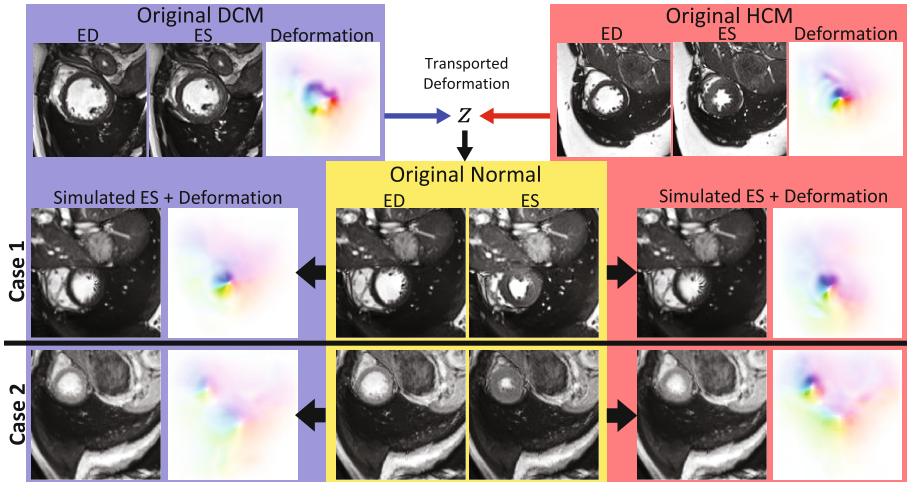 Original DCM
ED ES Deformation
Transported
Deformation
z
Original HCM
ED ES Deformation
Original Normal
ED ES
Simulated ES + Deformation
Simulated ES + Deformation
Case 1
Case 2